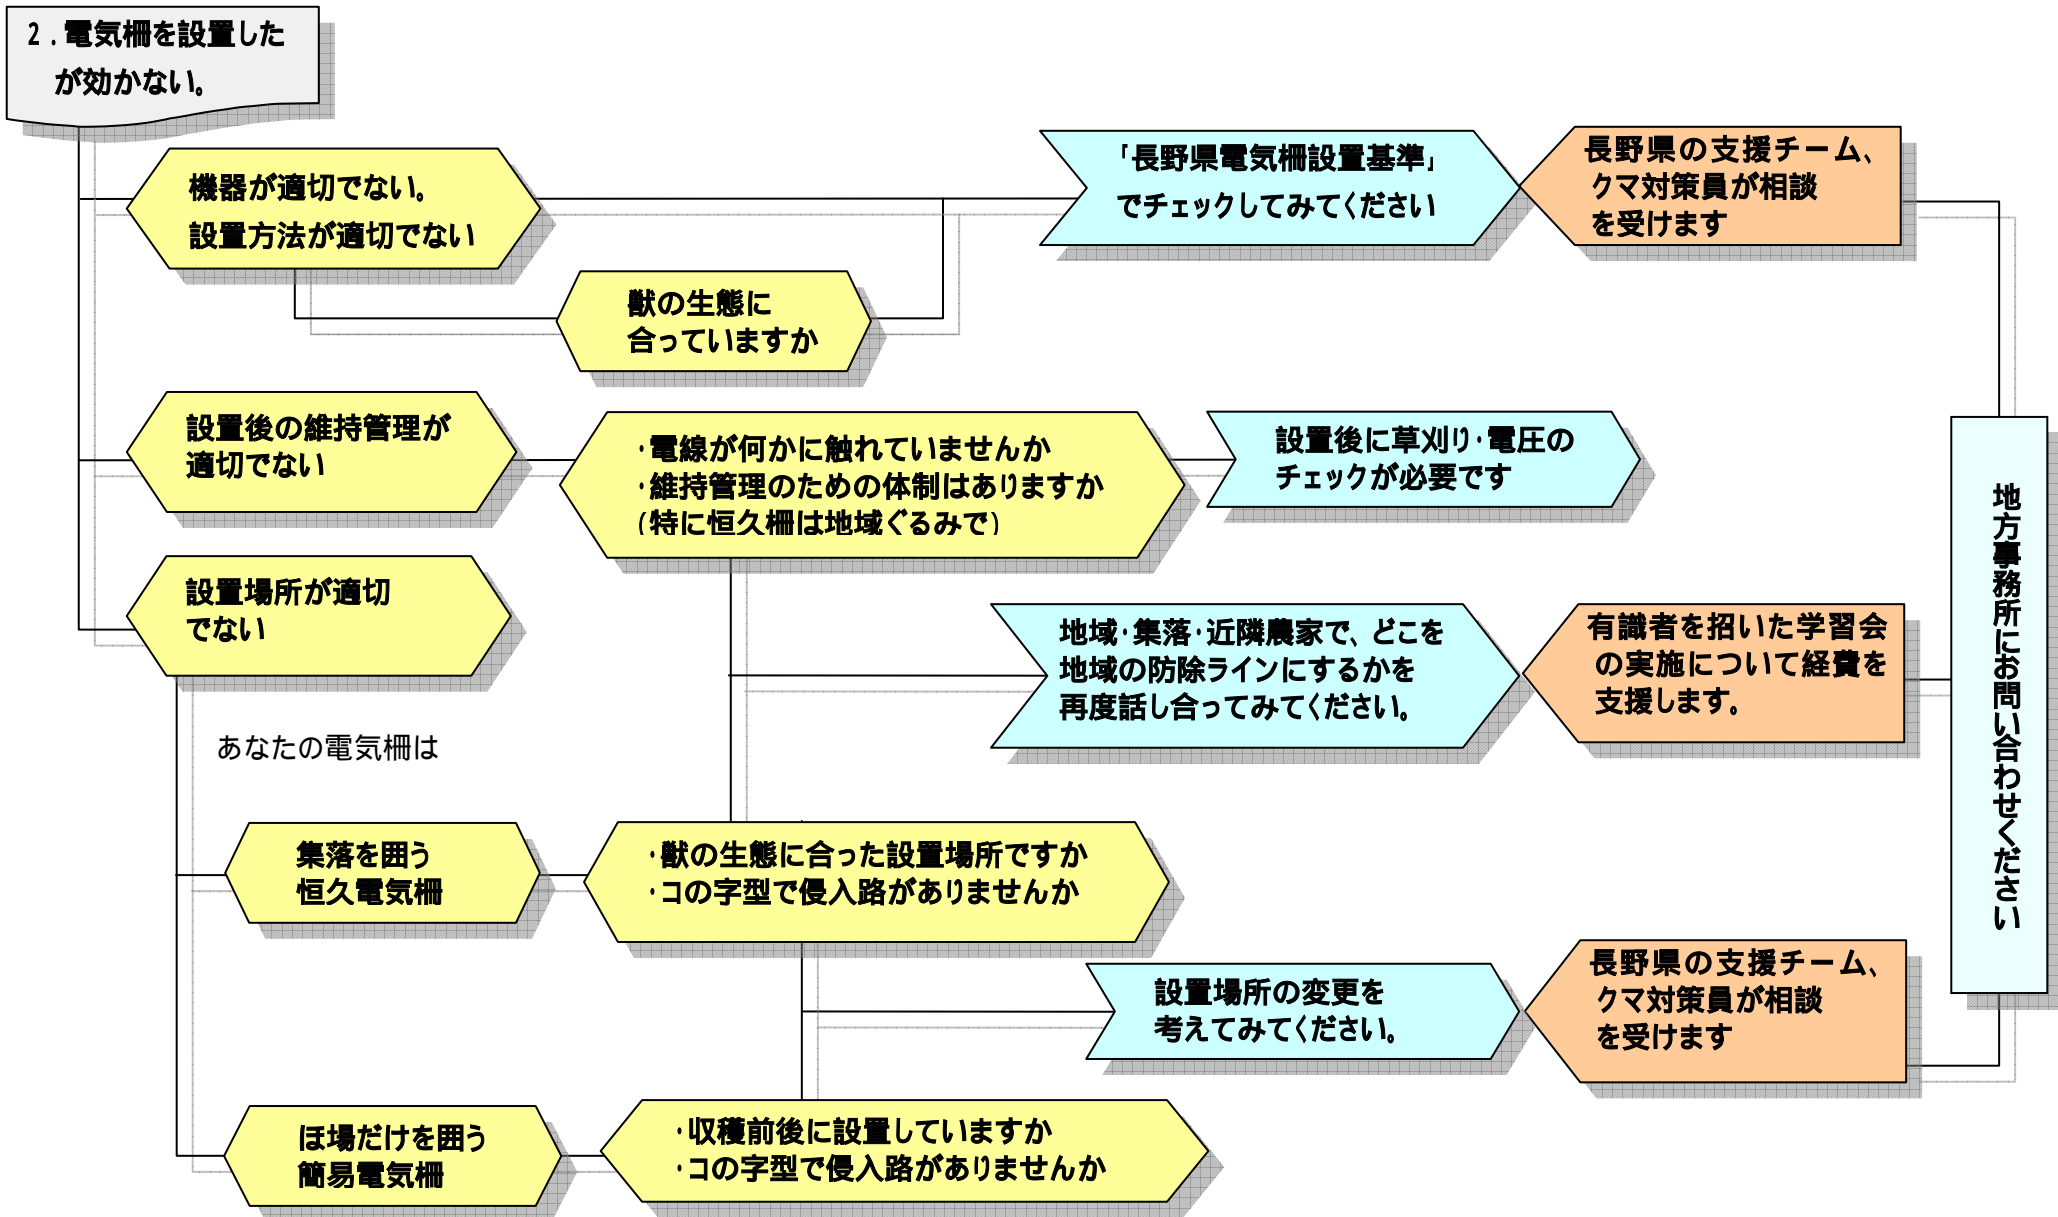 2．電気柵を設置した
が効かない。
機器が適切でない。
設置方法が適切でない
「長野県電気柵設置基準」
でチェックしてみてください
長野県の支援チーム、
クマ対策員が相談
を受けます
獣の生態に
合っていますか
設置後の維持管理が
適切でない
・電線が何かに触れていませんか
・維持管理のための体制はありますか
(特に恒久柵は地域ぐるみで)
設置後に草刈り・電圧の
チェックが必要です
設置場所が適切
でない
地域・集落・近隣農家で、どこを
地域の防除ラインにするかを
再度話し合ってみてください。
有識者を招いた学習会
の実施について経費を
支援します。
地方事務所にお問い合わせください
あなたの電気柵は
集落を囲う
恒久電気柵
・獣の生態に合った設置場所ですか
・コの字型で侵入路がありませんか
設置場所の変更を
考えてみてください。
長野県の支援チーム、
クマ対策員が相談
を受けます
ほ場だけを囲う
簡易電気柵
・収穫前後に設置していますか
・コの字型で侵入路がありませんか